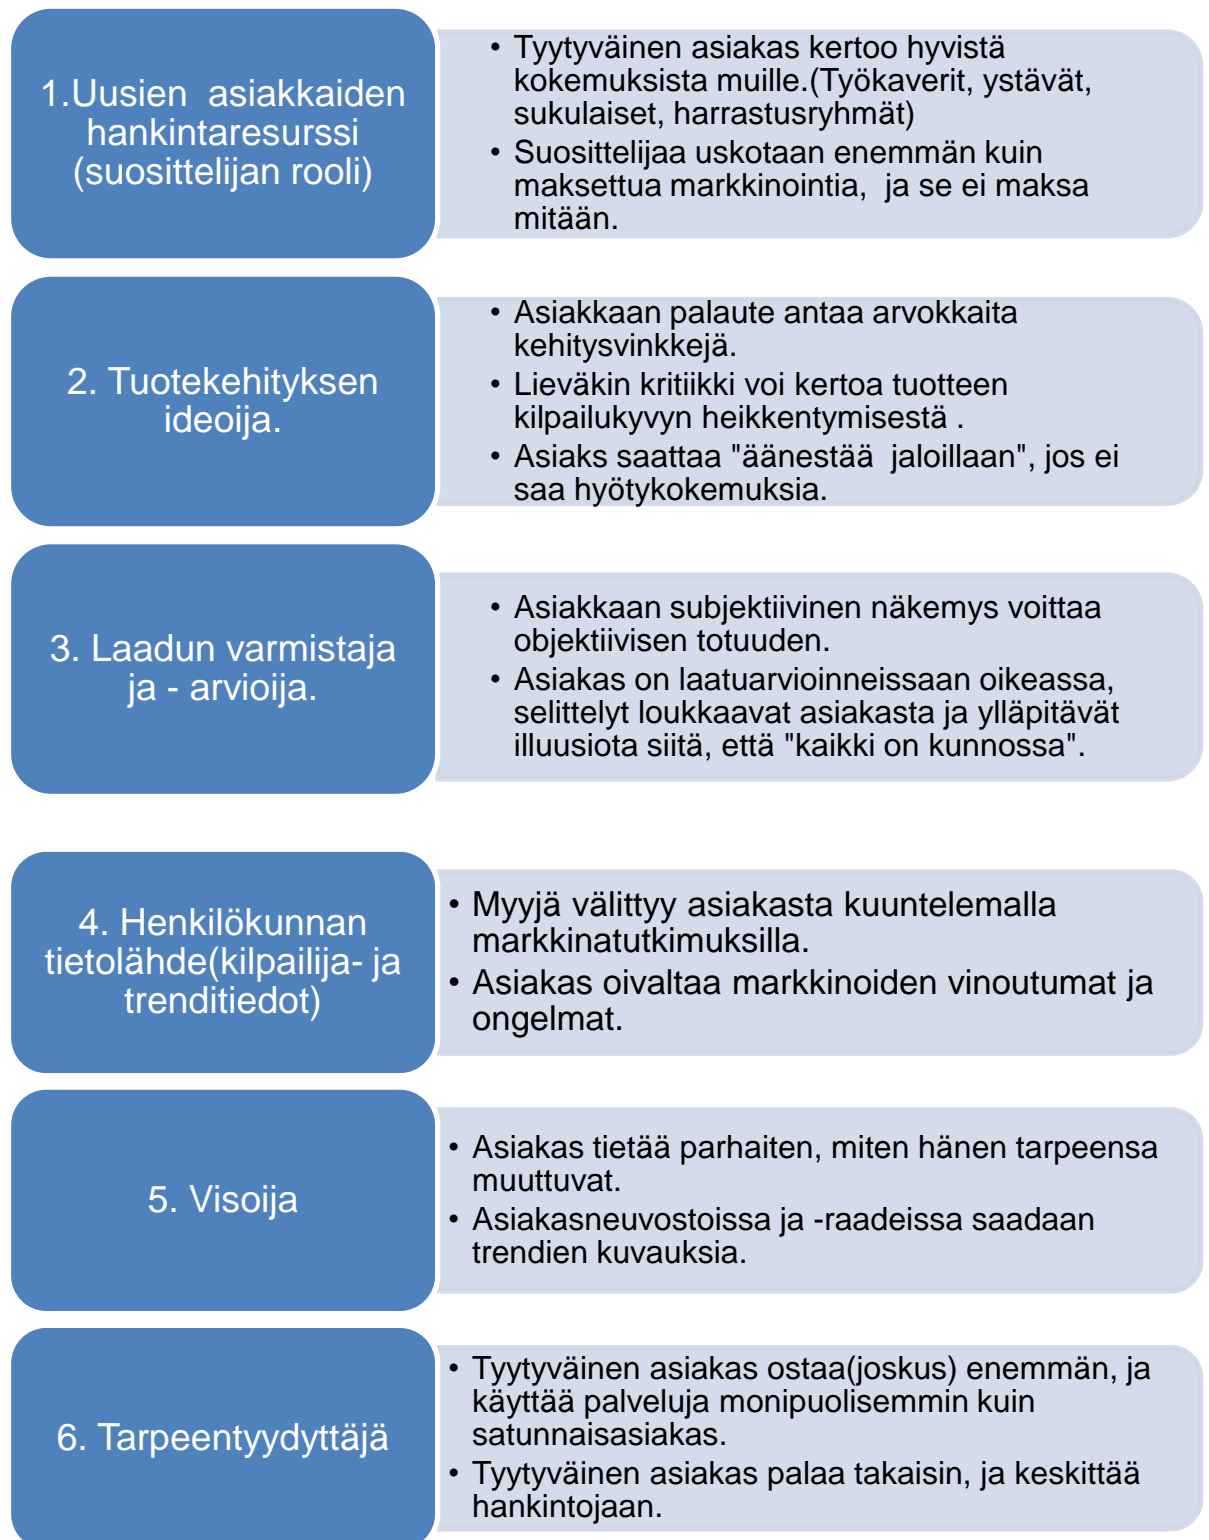 1.Uusien  asiakkaiden
hankintaresurssi
(suosittelijan rooli)
• Tyytyväinen asiakas kertoo hyvistä
kokemuksista muille.(Työkaverit, ystävät,
sukulaiset, harrastusryhmät)
• Suosittelijaa uskotaan enemmän kuin
maksettua markkinointia,  ja se ei maksa
mitään.
2. Tuotekehityksen
ideoija.
• Asiakkaan palaute antaa arvokkaita
kehitysvinkkejä.
• Lieväkin kritiikki voi kertoa tuotteen
kilpailukyvyn heikkentymisestä .
• Asiaks saattaa "äänestää  jaloillaan", jos ei
saa hyötykokemuksia.
3. Laadun varmistaja
ja - arvioija.
• Asiakkaan subjektiivinen näkemys voittaa
objektiivisen totuuden.
• Asiakas on laatuarvioinneissaan oikeassa,
selittelyt loukkaavat asiakasta ja ylläpitävät
illuusiota siitä, että "kaikki on kunnossa".
4. Henkilökunnan
tietolähde(kilpailija- ja
trenditiedot)
• Myyjä välittyy asiakasta kuuntelemalla
markkinatutkimuksilla.
• Asiakas oivaltaa markkinoiden vinoutumat ja
ongelmat.
5. Visoija
• Asiakas tietää parhaiten, miten hänen tarpeensa
muuttuvat.
• Asiakasneuvostoissa ja -raadeissa saadaan
trendien kuvauksia.
6. Tarpeentyydyttäjä
• Tyytyväinen asiakas ostaa(joskus) enemmän, ja
käyttää palveluja monipuolisemmin kuin
satunnaisasiakas.
• Tyytyväinen asiakas palaa takaisin, ja keskittää
hankintojaan.